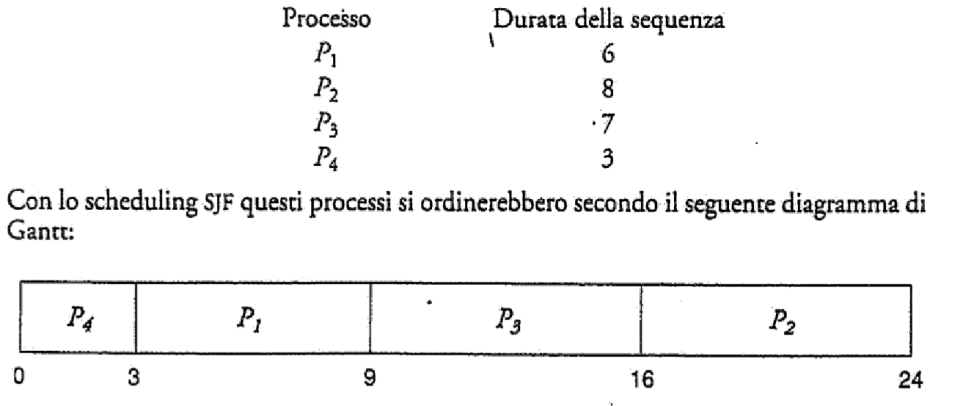 Processo Durata della sequenza
P1 6
P2 8
P3 7
P4 3
Con lo scheduling SJF questi processi si ordinerebbero secondo il seguente diagramma di
Gantt:
P4 P1 P3 P2
0 3 9 16 24